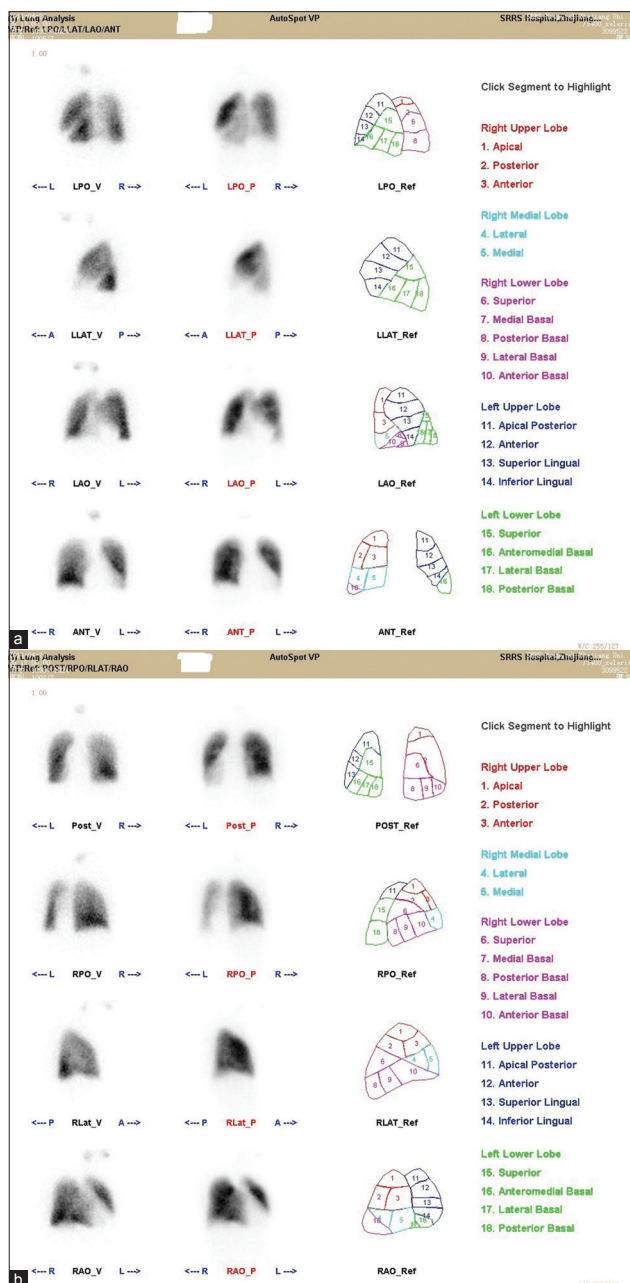 Lung Analysis
AutoSpot VP
SRRS Hospital,Zhejiang...
V/P/Ref: LPO/LLAT/LAO/ANT
1.00
Click Segment to Highlight
Right Upper Lobe
1. Apical
2. Posterior
3. Anterior
<--- L LPO_V R --->
<--- L LPO_P R --->
LPO_Ref
Right Medial Lobe
4. Lateral
5. Medial
Right Lower Lobe
6. Superior
7. Medial Basal
8. Posterior Basal
9. Lateral Basal
10. Anterior Basal
<--- A LLAT_V P --->
<--- A LLAT_P P --->
LLAT_Ref
Left Upper Lobe
11. Apical Posterior
12. Anterior
13. Superior Lingual
14. Inferior Lingual
<--- R LAO_V L --->
<--- R LAO_P L --->
LAO_Ref
Left Lower Lobe
15. Superior
16. Anteromedial Basal
17. Lateral Basal
18. Posterior Basal
<--- R ANT_V L --->
<--- R ANT_P L --->
ANT_Ref
a
W/C:255/127
Lung Analysis
AutoSpot VP
SRRS Hospital,Zhejiang...
V/P/Ref: POST/RPO/RLAT/RAO
1.00
Click Segment to Highlight
Right Upper Lobe
1. Apical
2. Posterior
3. Anterior
<--- L Post_V R --->
<--- L Post_P R --->
POST_Ref
Right Medial Lobe
4. Lateral
5. Medial
Right Lower Lobe
6. Superior
7. Medial Basal
8. Posterior Basal
9. Lateral Basal
10. Anterior Basal
<--- L RPO_V R --->
<--- L RPO_P R --->
RPO_Ref
Left Upper Lobe
11. Apical Posterior
12. Anterior
13. Superior Lingual
14. Inferior Lingual
<--- P RLat_V A --->
<--- P RLat_P A --->
RLAT_Ref
Left Lower Lobe
15. Superior
16. Anteromedial Basal
17. Lateral Basal
18. Posterior Basal
<--- R RAO_V L --->
<--- R RAO_P L --->
RAO_Ref
b